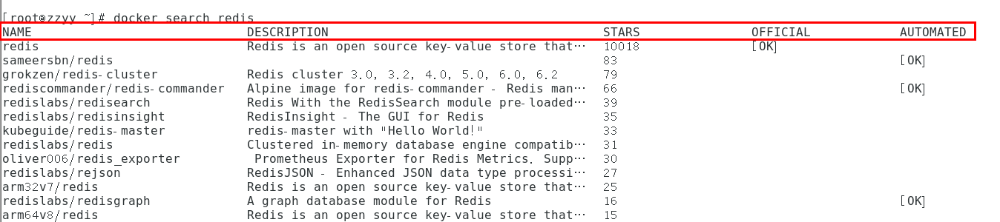 [root@zzyy ~]# docker search redis
NAME DESCRIPTION STARS OFFICIAL AUTOMATED
redis Redis is an open source key-value store that… 10018 [OK]
sameersbn/redis 83 [OK]
grokzen/redis-cluster Redis cluster 3.0, 3.2, 4.0, 5.0, 6.0, 6.2 79
rediscommander/redis-commander Alpine image for redis-commander - Redis man… 66 [OK]
redislabs/redisearch Redis With the RedisSearch module pre-loaded… 39
redislabs/redisinsight RedisInsight - The GUI for Redis 35
kubeguide/redis-master redis-master with "Hello World!" 33
redislabs/redis Clustered in-memory database engine compatib… 31
oliver006/redis_exporter Prometheus Exporter for Redis Metrics. Supp… 30
redislabs/rejson RedisJSON - Enhanced JSON data type processi… 27
arm32v7/redis Redis is an open source key-value store that… 25
redislabs/redisgraph A graph database module for Redis 16 [OK]
arm64v8/redis Redis is an open source key-value store that… 15